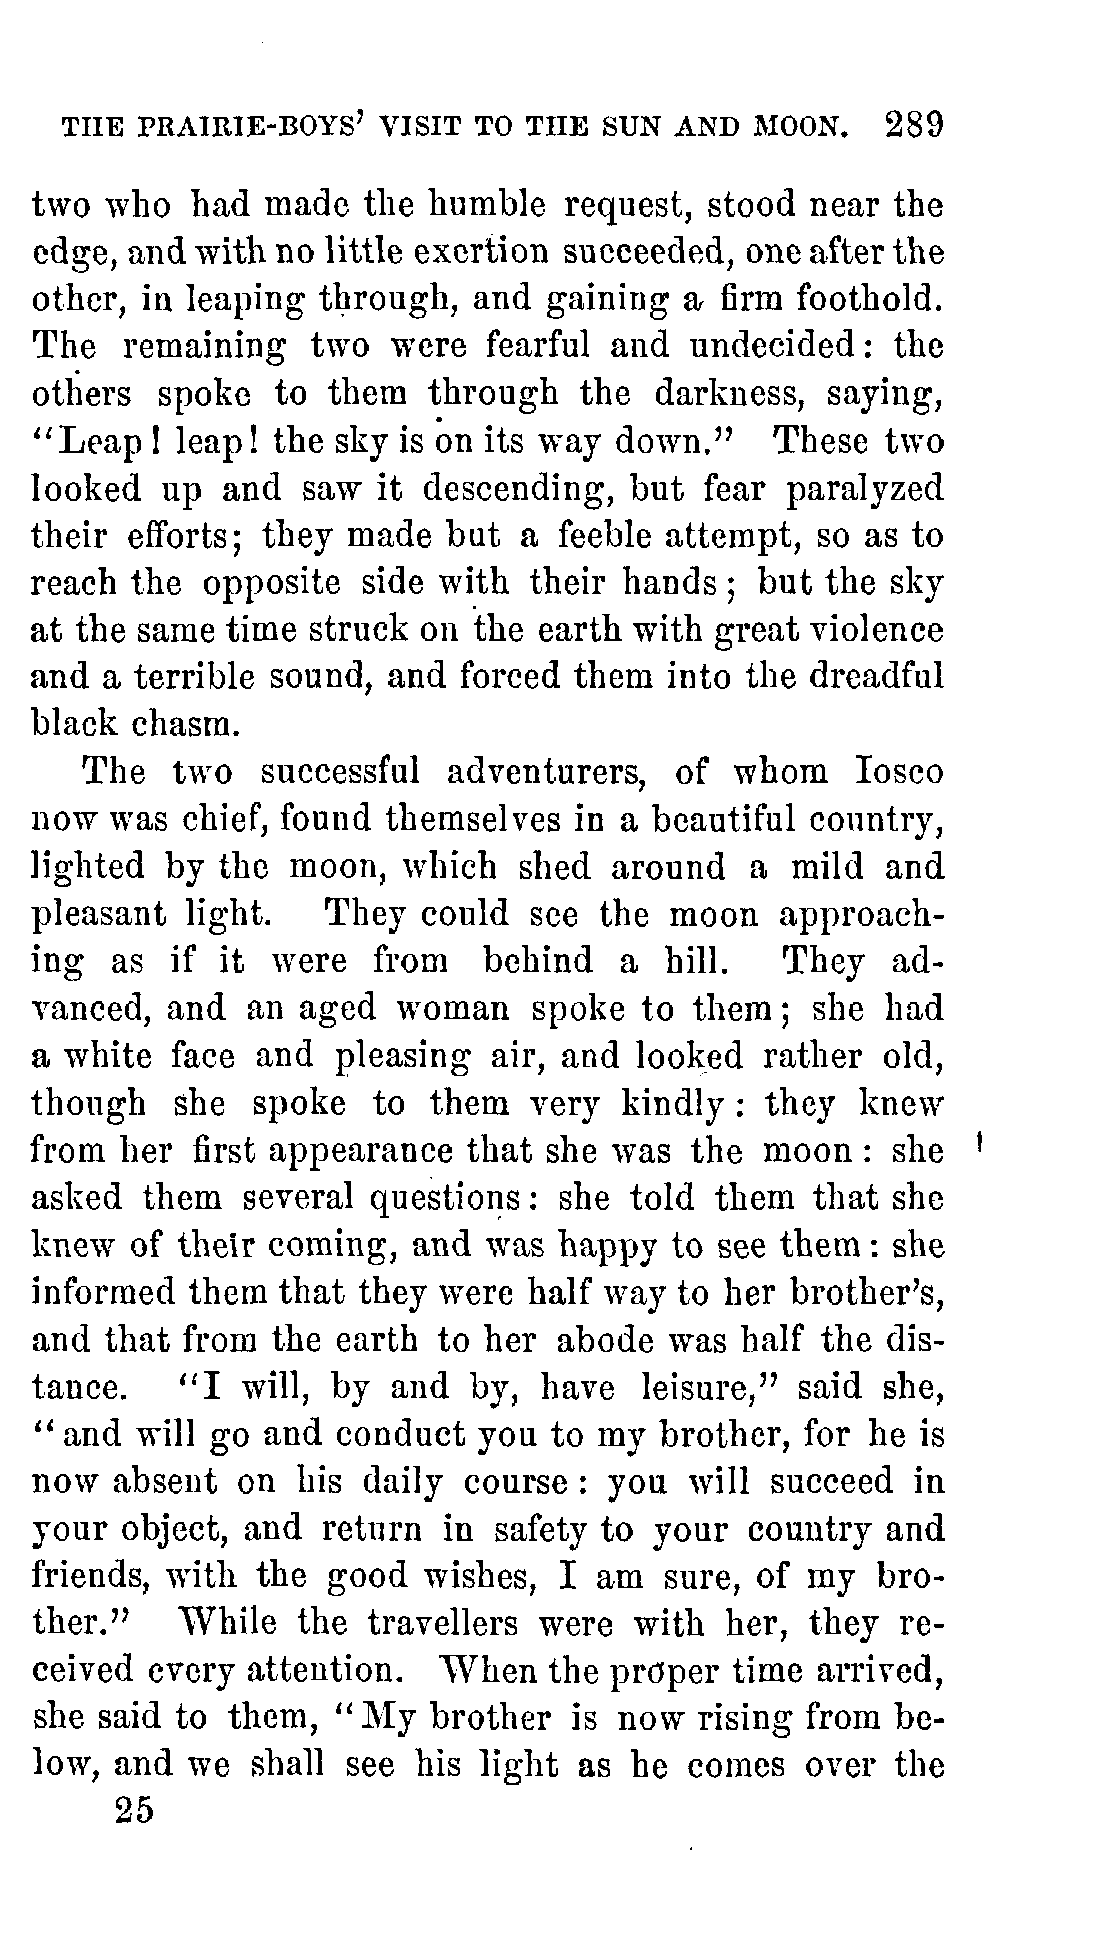 THE PRAIRIE-BOYS' VISIT TO THE SUN AND MOON. 289
two who had made the humble request, stood near the
edge, and with no little exertion succeeded, one after the
other, in leaping through, and gaining a firm foothold.
The remaining two were fearful and undecided: the
others spoke to them through the darkness, saying,
"Leap! leap! the sky is on its way down." These two
looked up and saw it descending, but fear paralyzed
their efforts; they made but a feeble attempt, so as to
reach the opposite side with their hands; but the sky
at the same time struck on the earth with great violence
and a terrible sound, and forced them into the dreadful
black chasm.
The two successful adventurers, of whom Iosco
now was chief, found themselves in a beautiful country,
lighted by the moon, which shed around a mild and
pleasant light. They could see the moon approach-
ing as if it were from behind a hill. They ad-
vanced, and an aged woman spoke to them; she had
a white face and pleasing air, and looked rather old,
though she spoke to them very kindly: they knew
from her first appearance that she was the moon: she
asked them several questions: she told them that she
knew of their coming, and was happy to see them: she
informed them that they were half way to her brother's,
and that from the earth to her abode was half the dis-
tance. "I will, by and by, have leisure," said she,
"and will go and conduct you to my brother, for he is
now absent on his daily course: you will succeed in
your object, and return in safety to your country and
friends, with the good wishes, I am sure, of my bro-
ther." While the travellers were with her, they re-
ceived every attention. When the proper time arrived,
she said to them, "My brother is now rising from be-
low, and we shall see his light as he comes over the
25